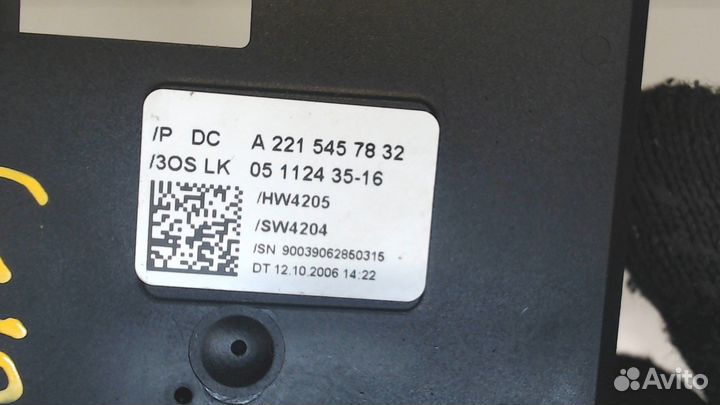 /P DC A 221 545 78 32
/3OS LK 05 1124 35-16
/HW4205
/SW4204
/SN 90039062850315
DT 12.10.2006 14:22
Avito